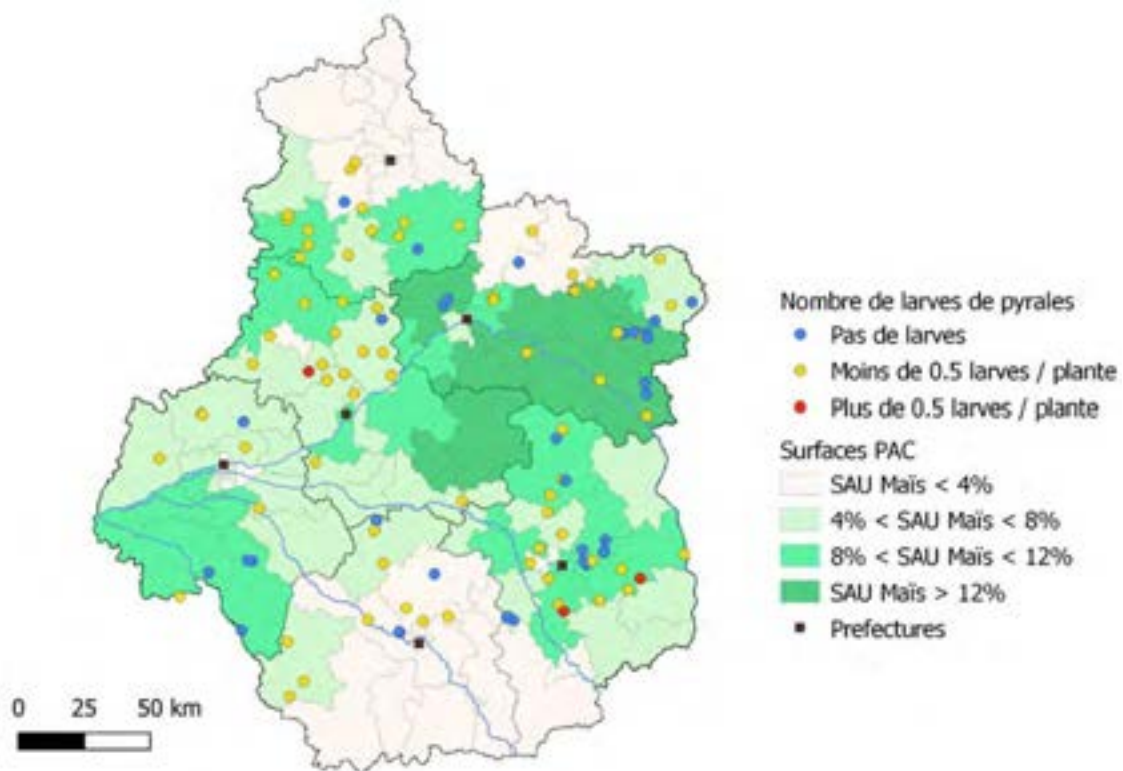 Nombre de larves de pyrales
Pas de larves
Moins de 0.5 larves / plante
Plus de 0.5 larves / plante
Surfaces PAC
SAU Maïs < 4%
4% < SAU Maïs < 8%
8% < SAU Maïs < 12%
SAU Maïs > 12%
Prefectures
0 25 50 km